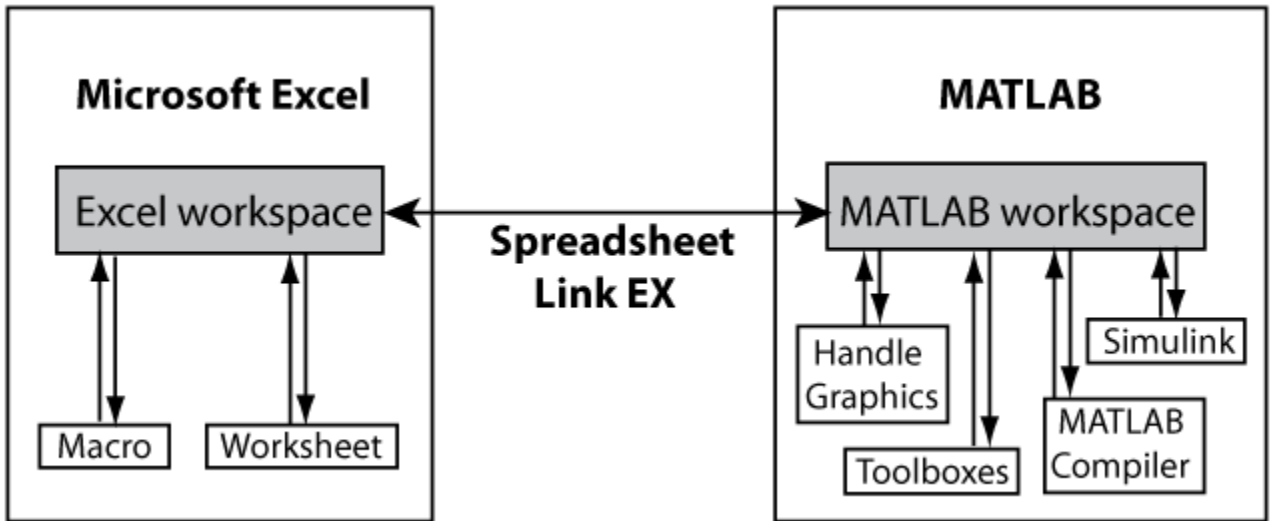 Microsoft Excel
Excel workspace
Macro
Worksheet
Spreadsheet
Link EX
MATLAB
MATLAB workspace
Handle
Graphics
Toolboxes
MATLAB
Compiler
Simulink